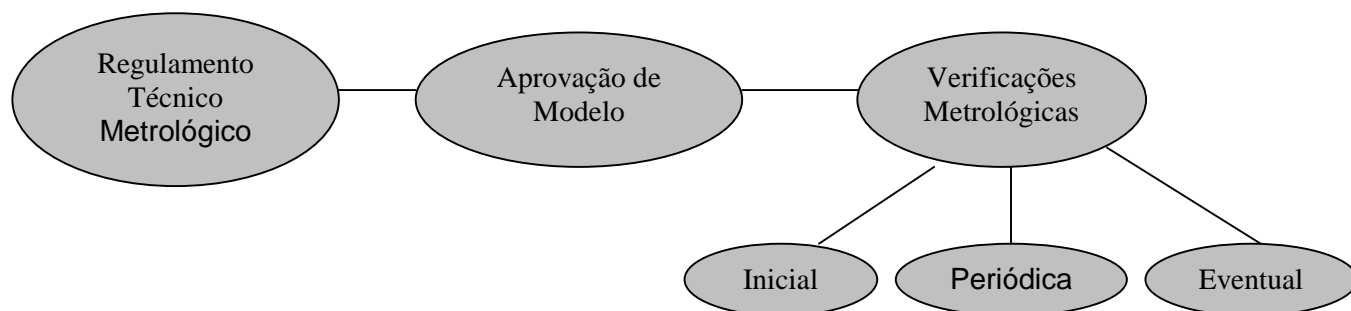 Regulamento
Técnico
Metrológico
Aprovação de
Modelo
Verificações
Metrológicas
Inicial
Periódica
Eventual